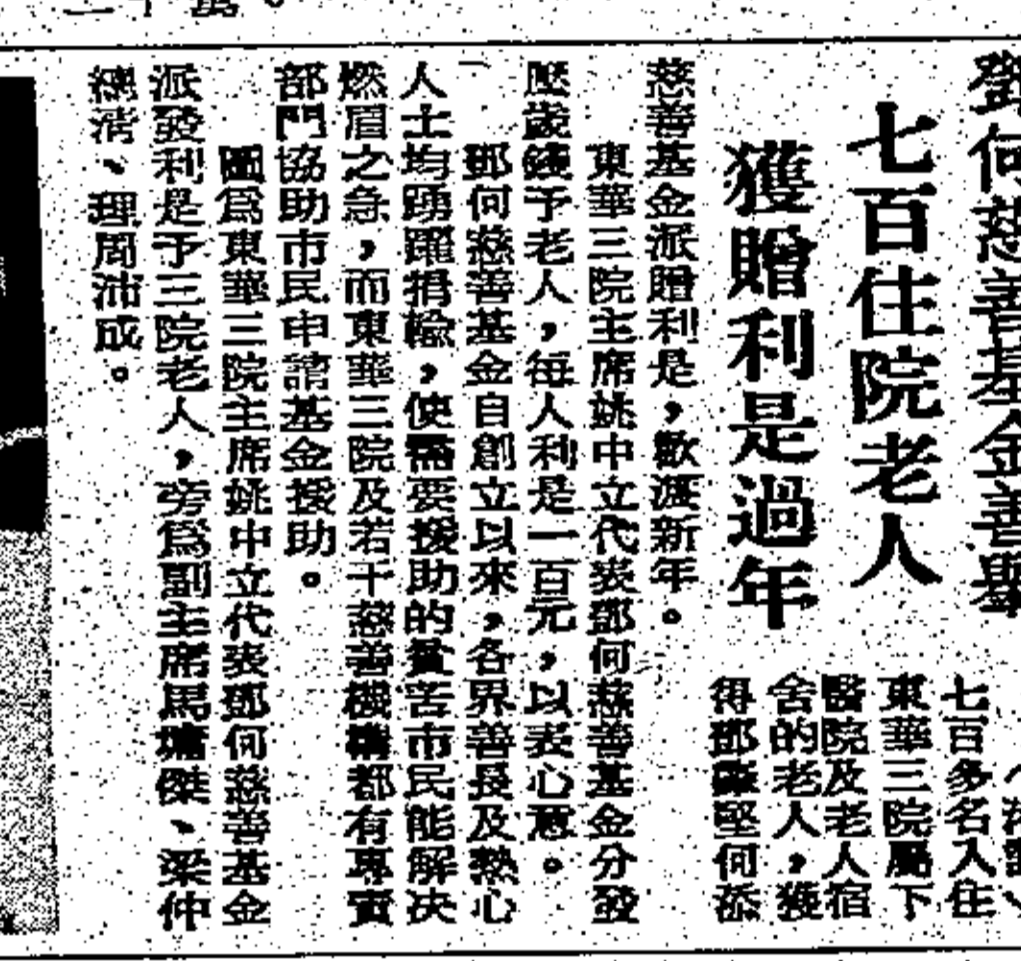 鄧何慈善基金善舉
七百住院老人
獲贈利是過年
七百多名入住
東華三院屬下
醫院及老人宿
舍的老人，獲
得鄧肇堅何添
慈善基金派贈利是，歡渡新年。
東華三院主席姚中立代表鄧何慈善基金分發
壓歲錢予老人，每人利是一百元，以表心意。
鄧何慈善基金自創立以來，各界善長及熱心
人士均踴躍捐輸，使需要援助的貧苦市民能解決
燃眉之急，而東華三院及若干慈善機構都有專責
部門協助市民申請基金援助。
圖為東華三院主席姚中立代表鄧何慈善基金
派發利是予三院老人，旁為副主席馬墉傑、梁仲
清、理周沛成。